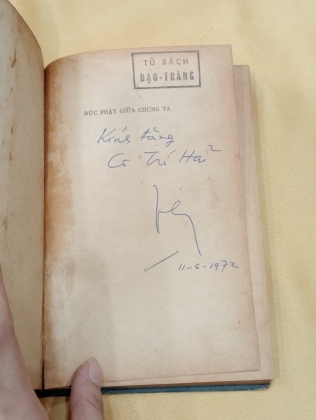 TỦ SÁCH
ĐẠO-TRÀNG
ĐỨC PHẬT GIỮA CHÚNG TA
Kính tặng
Cô Trí Hải
11-6-1972